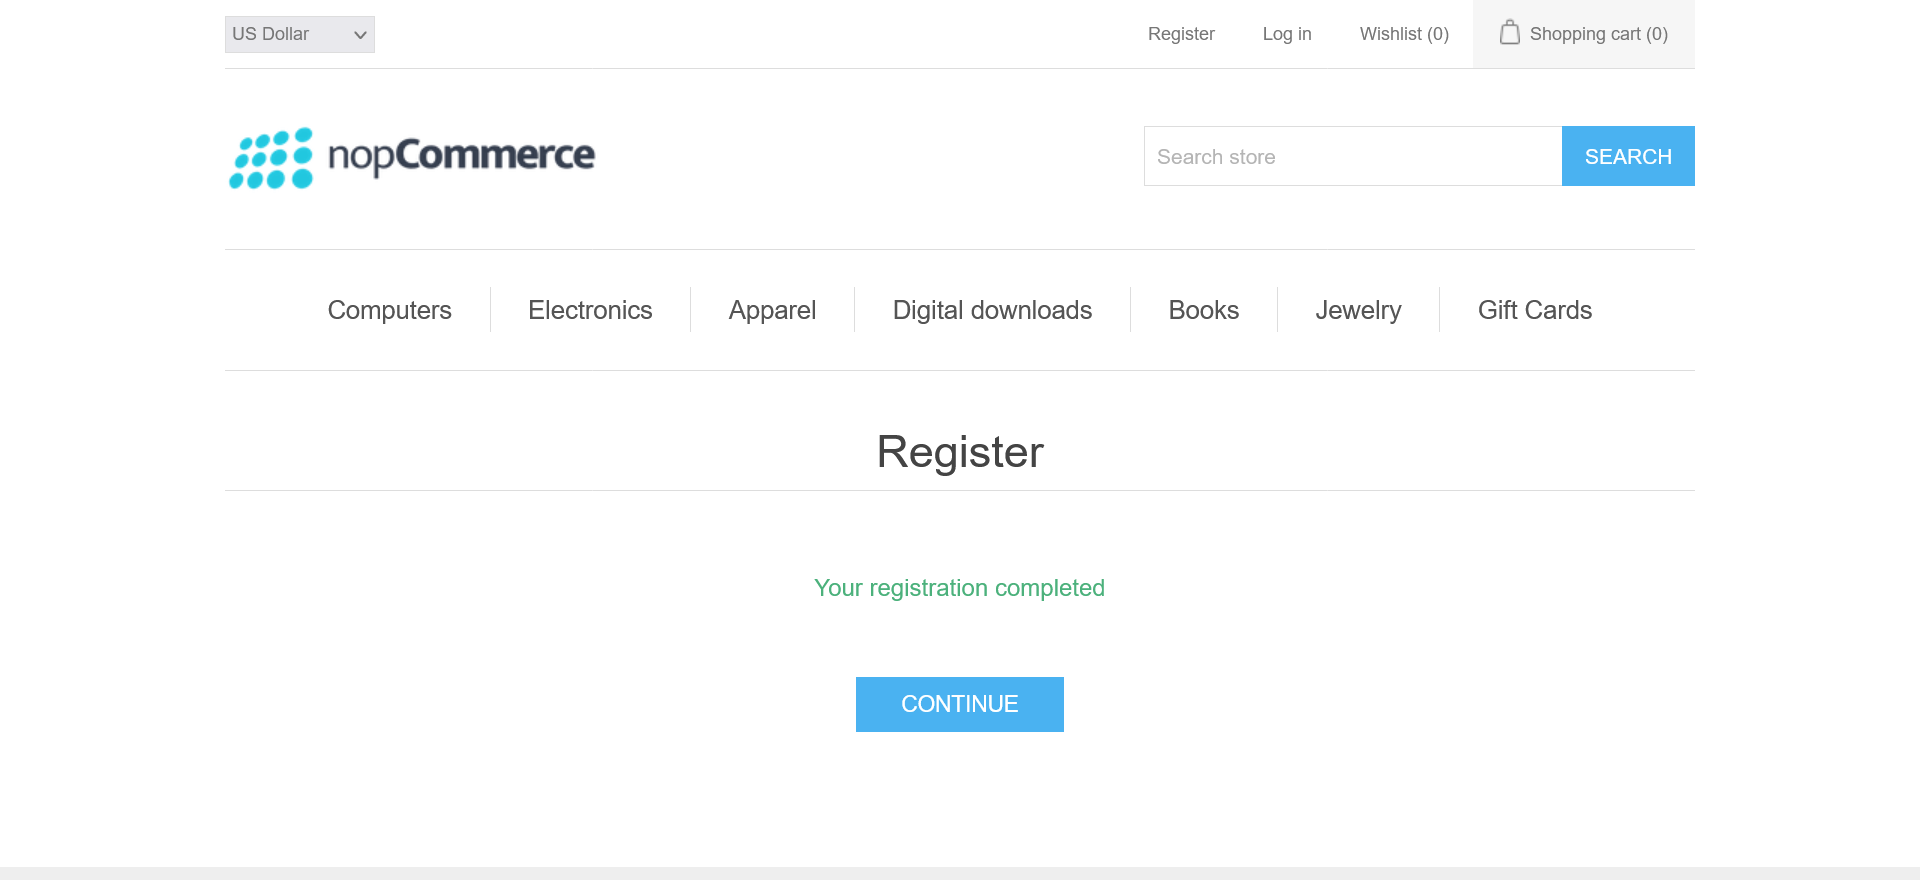 US Dollar
Register
Log in
Wishlist (0)
Shopping cart (0)
nopCommerce
Search store
SEARCH
Computers
Electronics
Apparel
Digital downloads
Books
Jewelry
Gift Cards
Register
Your registration completed
CONTINUE